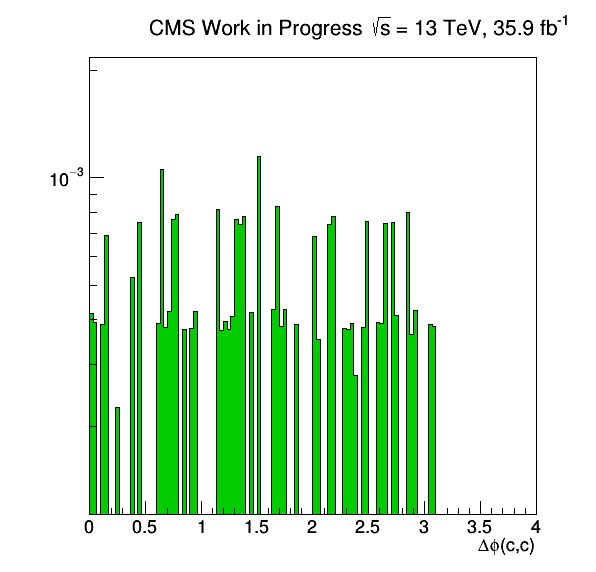 CMS Work in Progress √s = 13 TeV, 35.9 fb⁻¹
10⁻³
0 0.5 1 1.5 2 2.5 3 3.5 4
Δϕ(c,c)